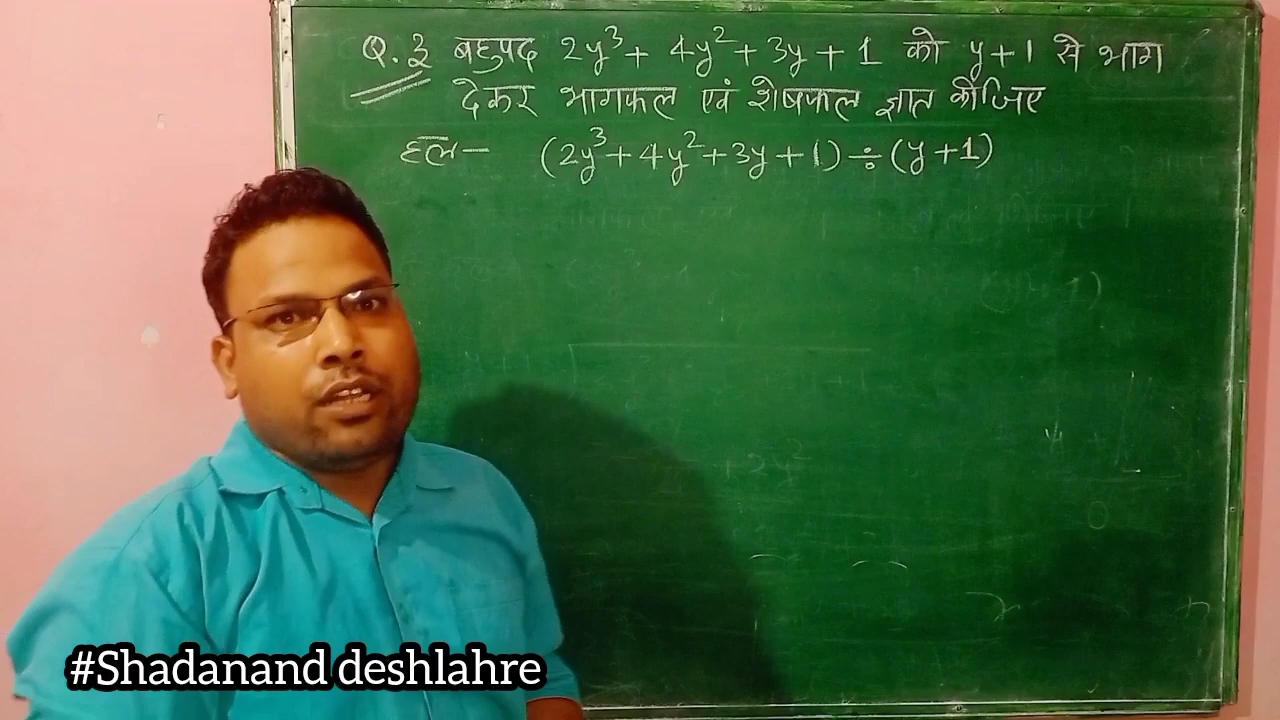 Q. 3 बहुपद 2y³ + 4y² + 3y + 1 को y+1 से भाग
देकर भागफल एवं शेषफल ज्ञात कीजिए
हल— (2y³+4y²+3y+1)÷(y+1)
#Shadanand deshlahre